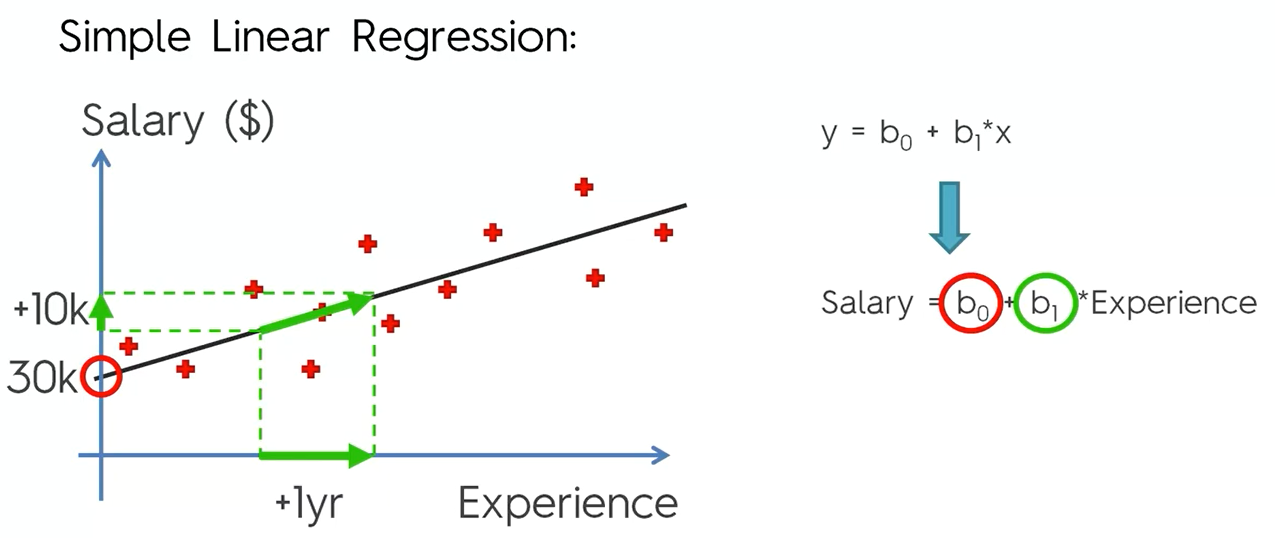 Simple Linear Regression:
Salary ($)
+10k
30k
+1yr
Experience
y = b₀ + b₁*x
Salary = b₀ + b₁ *Experience